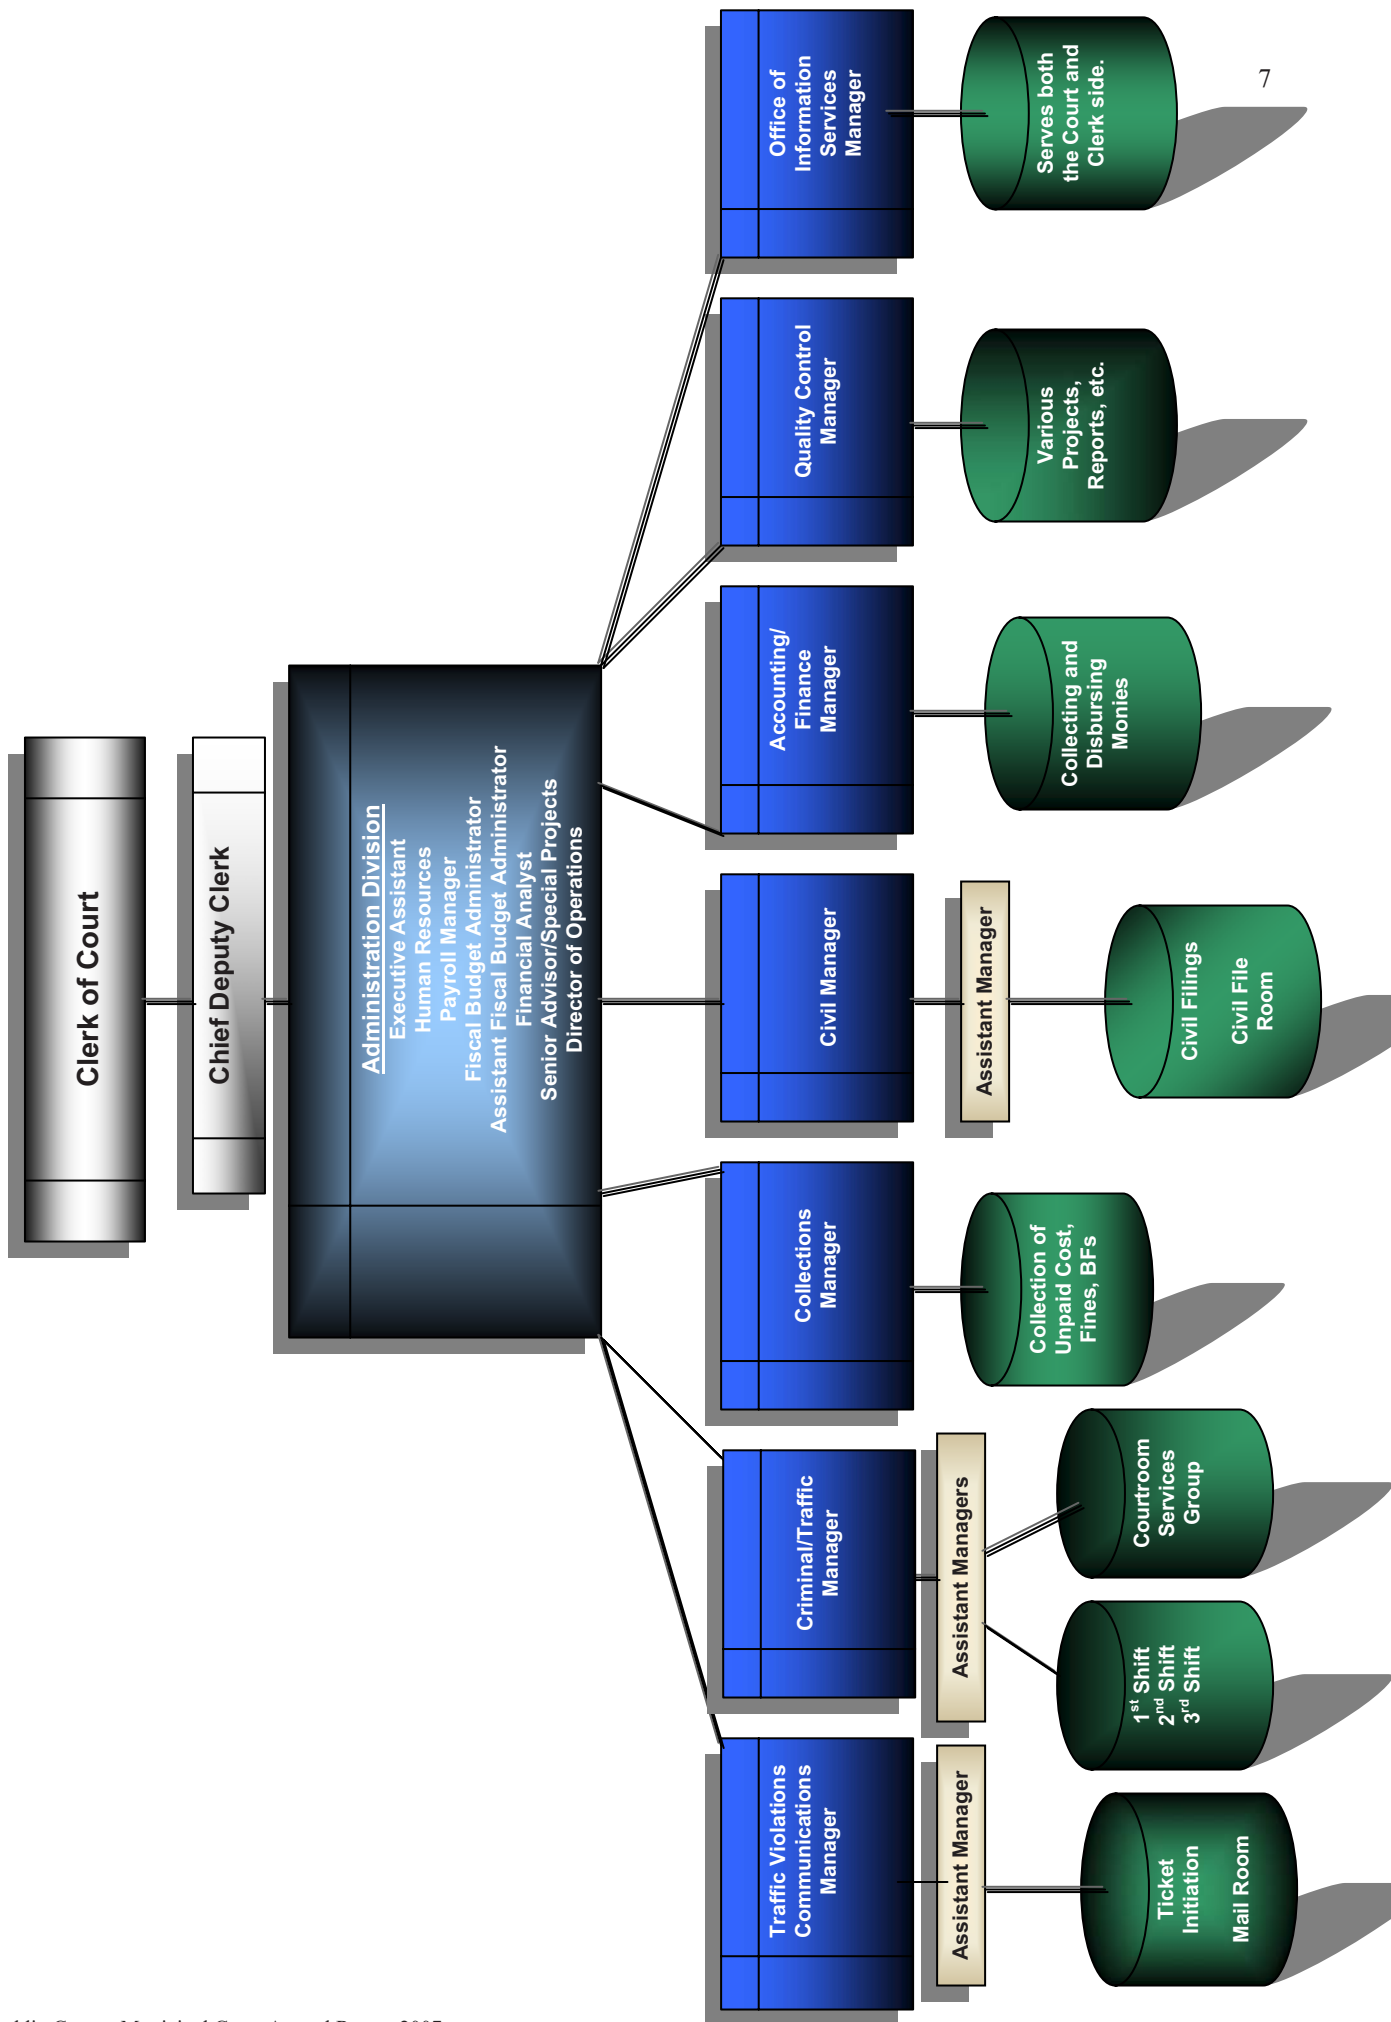 Clerk of Court
Chief Deputy Clerk
Administration Division
Executive Assistant
Human Resources
Payroll Manager
Fiscal Budget Administrator
Assistant Fiscal Budget Administrator
Financial Analyst
Senior Advisor/Special Projects
Director of Operations
Traffic Violations
Communications
Manager
Criminal/Traffic
Manager
Collections
Manager
Civil Manager
Accounting/
Finance
Manager
Quality Control
Manager
Office of
Information
Services
Manager
Assistant Manager
Assistant Managers
Assistant Manager
Ticket
Initiation
Mail Room
1st Shift
2nd Shift
3rd Shift
Courtroom
Services
Group
Collection of
Unpaid Cost,
Fines, BFs
Civil Filings
Civil File
Room
Collecting and
Disbursing
Monies
Various
Projects,
Reports, etc.
Serves both
the Court and
Clerk side.
7